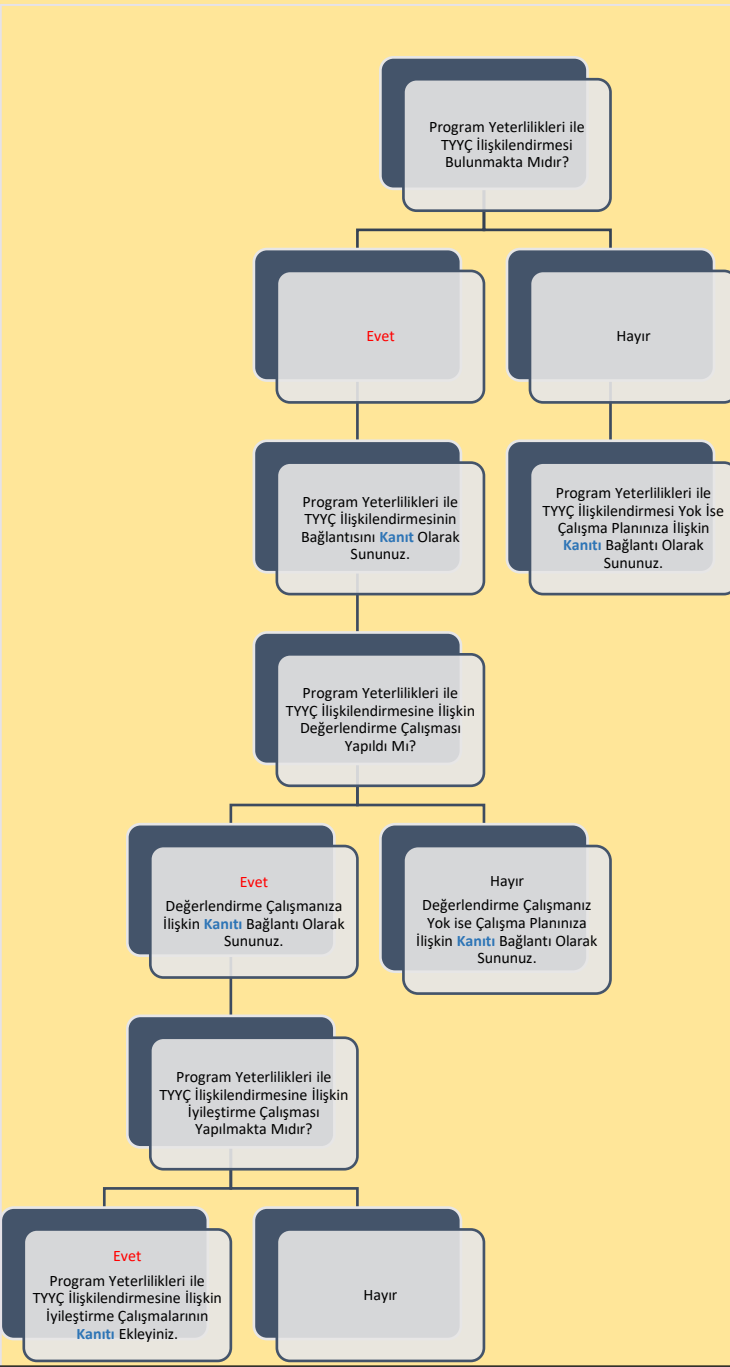 Program Yeterlilikleri ile
TYYÇ İlişkilendirmesi
Bulunmakta Mıdır?
Evet
Hayır
Program Yeterlilikleri ile
TYYÇ İlişkilendirmesinin
Bağlantısını Kanıt Olarak
Sununuz.
Program Yeterlilikleri ile
TYYÇ İlişkilendirmesi Yok İse
Çalışma Planınıza İlişkin
Kanıtı Bağlantı Olarak
Sununuz.
Program Yeterlilikleri ile
TYYÇ İlişkilendirmesine İlişkin
Değerlendirme Çalışması
Yapıldı Mı?
Evet
Değerlendirme Çalışmanıza
İlişkin Kanıtı Bağlantı Olarak
Sununuz.
Hayır
Değerlendirme Çalışmanız
Yok ise Çalışma Planınıza
İlişkin Kanıtı Bağlantı Olarak
Sununuz.
Program Yeterlilikleri ile
TYYÇ İlişkilendirmesine İlişkin
İyileştirme Çalışması
Yapılmakta Mıdır?
Evet
Program Yeterlilikleri ile
TYYÇ İlişkilendirmesine İlişkin
İyileştirme Çalışmalarının
Kanıtı Ekleyiniz.
Hayır